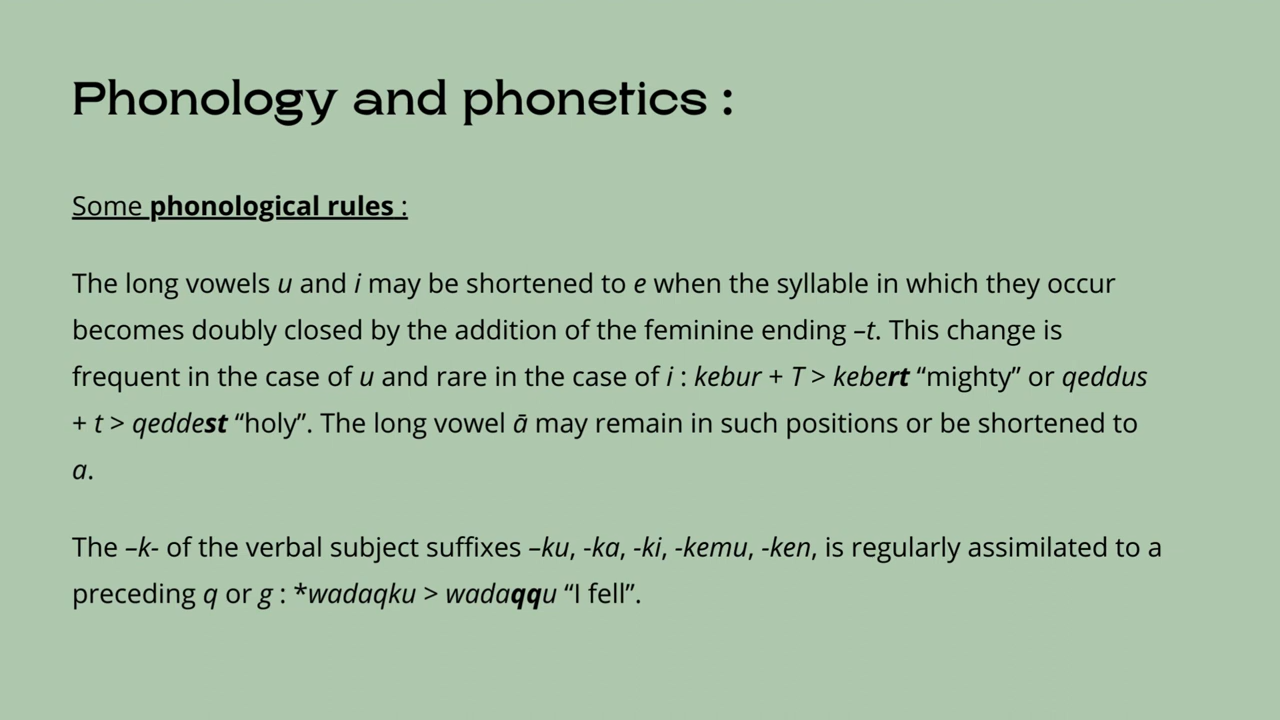 Phonology and phonetics :
Some phonological rules :
The long vowels u and i may be shortened to e when the syllable in which they occur
becomes doubly closed by the addition of the feminine ending –t. This change is
frequent in the case of u and rare in the case of i : kebur + T > kebert “mighty” or qeddus
+ t > qeddest “holy”. The long vowel ā may remain in such positions or be shortened to
a.
The –k- of the verbal subject suffixes –ku, -ka, -ki, -kemu, -ken, is regularly assimilated to a
preceding q or g : *wadaqku > wadaqqu “I fell”.